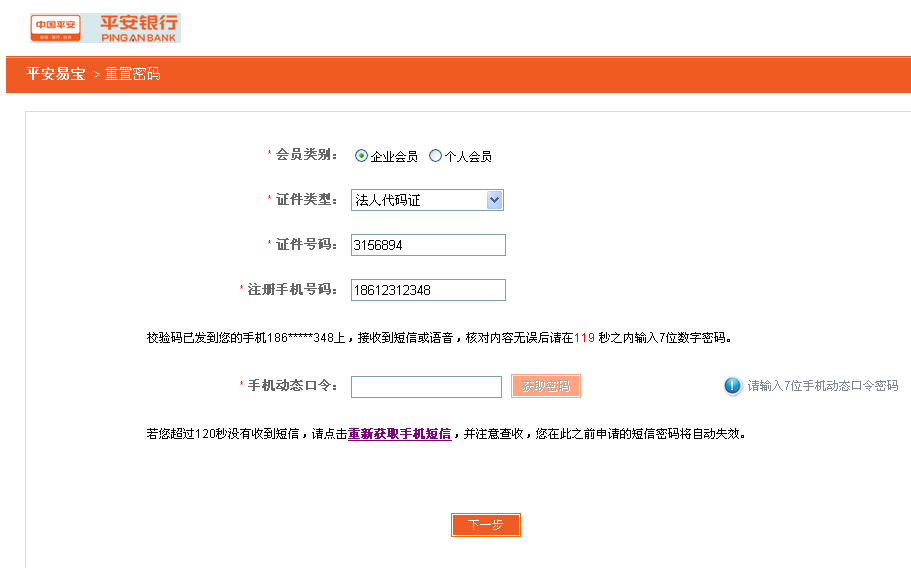 中国平安 平安银行
保险·银行·投资 PINGAN BANK
平安易宝 > 重置密码
* 会员类别： 企业会员 个人会员
* 证件类型： 法人代码证
* 证件号码： 3156894
* 注册手机号码： 18612312348
校验码已发到您的手机186*****348上，接收到短信或语音，核对内容无误后请在119 秒之内输入7位数字密码。
* 手机动态口令： 获取密码 请输入7位手机动态口令密码
若您超过120秒没有收到短信，请点击重新获取手机短信，并注意查收，您在此之前申请的短信密码将自动失效。
下一步